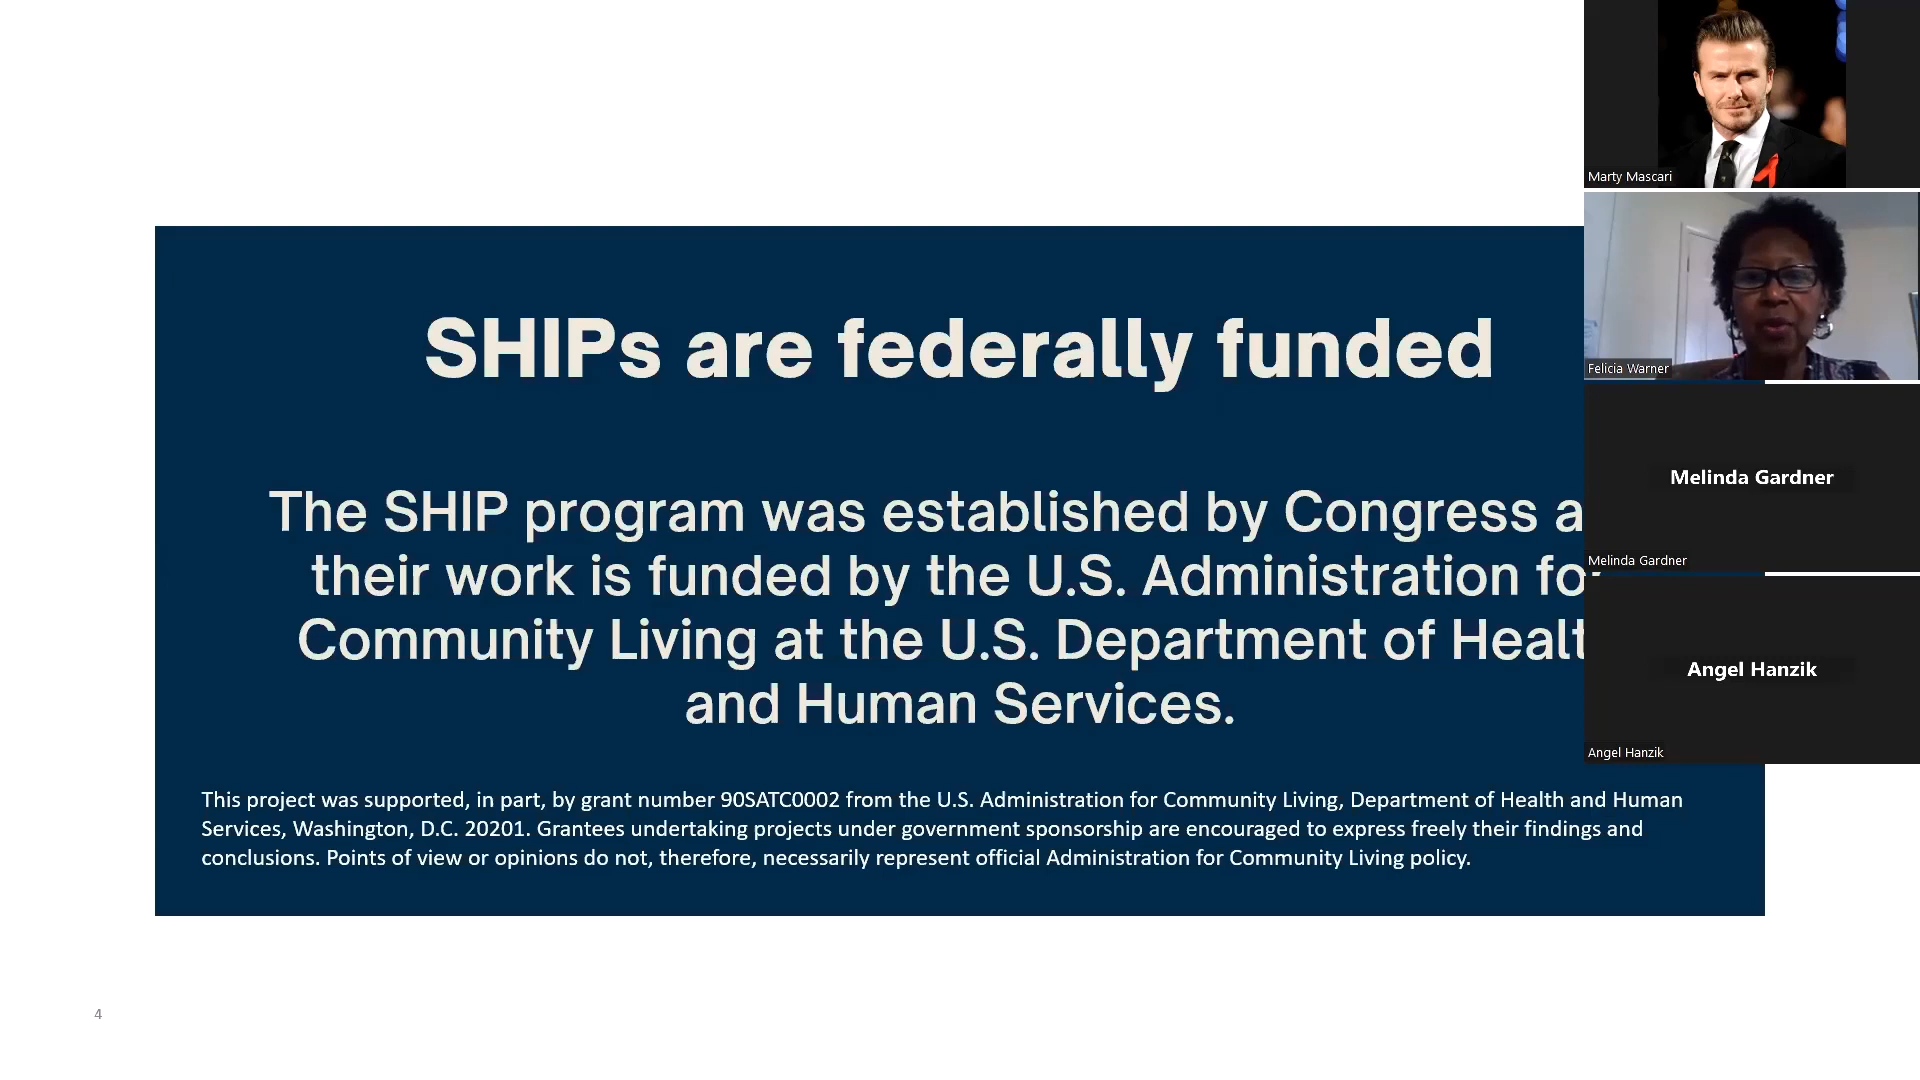 SHIPs are federally funded
The SHIP program was established by Congress a
their work is funded by the U.S. Administration for
Community Living at the U.S. Department of Healt
and Human Services.
This project was supported, in part, by grant number 90SATC0002 from the U.S. Administration for Community Living, Department of Health and Human
Services, Washington, D.C. 20201. Grantees undertaking projects under government sponsorship are encouraged to express freely their findings and
conclusions. Points of view or opinions do not, therefore, necessarily represent official Administration for Community Living policy.
4
Marty Mascari
Felicia Warner
Melinda Gardner
Melinda Gardner
Angel Hanzik
Angel Hanzik